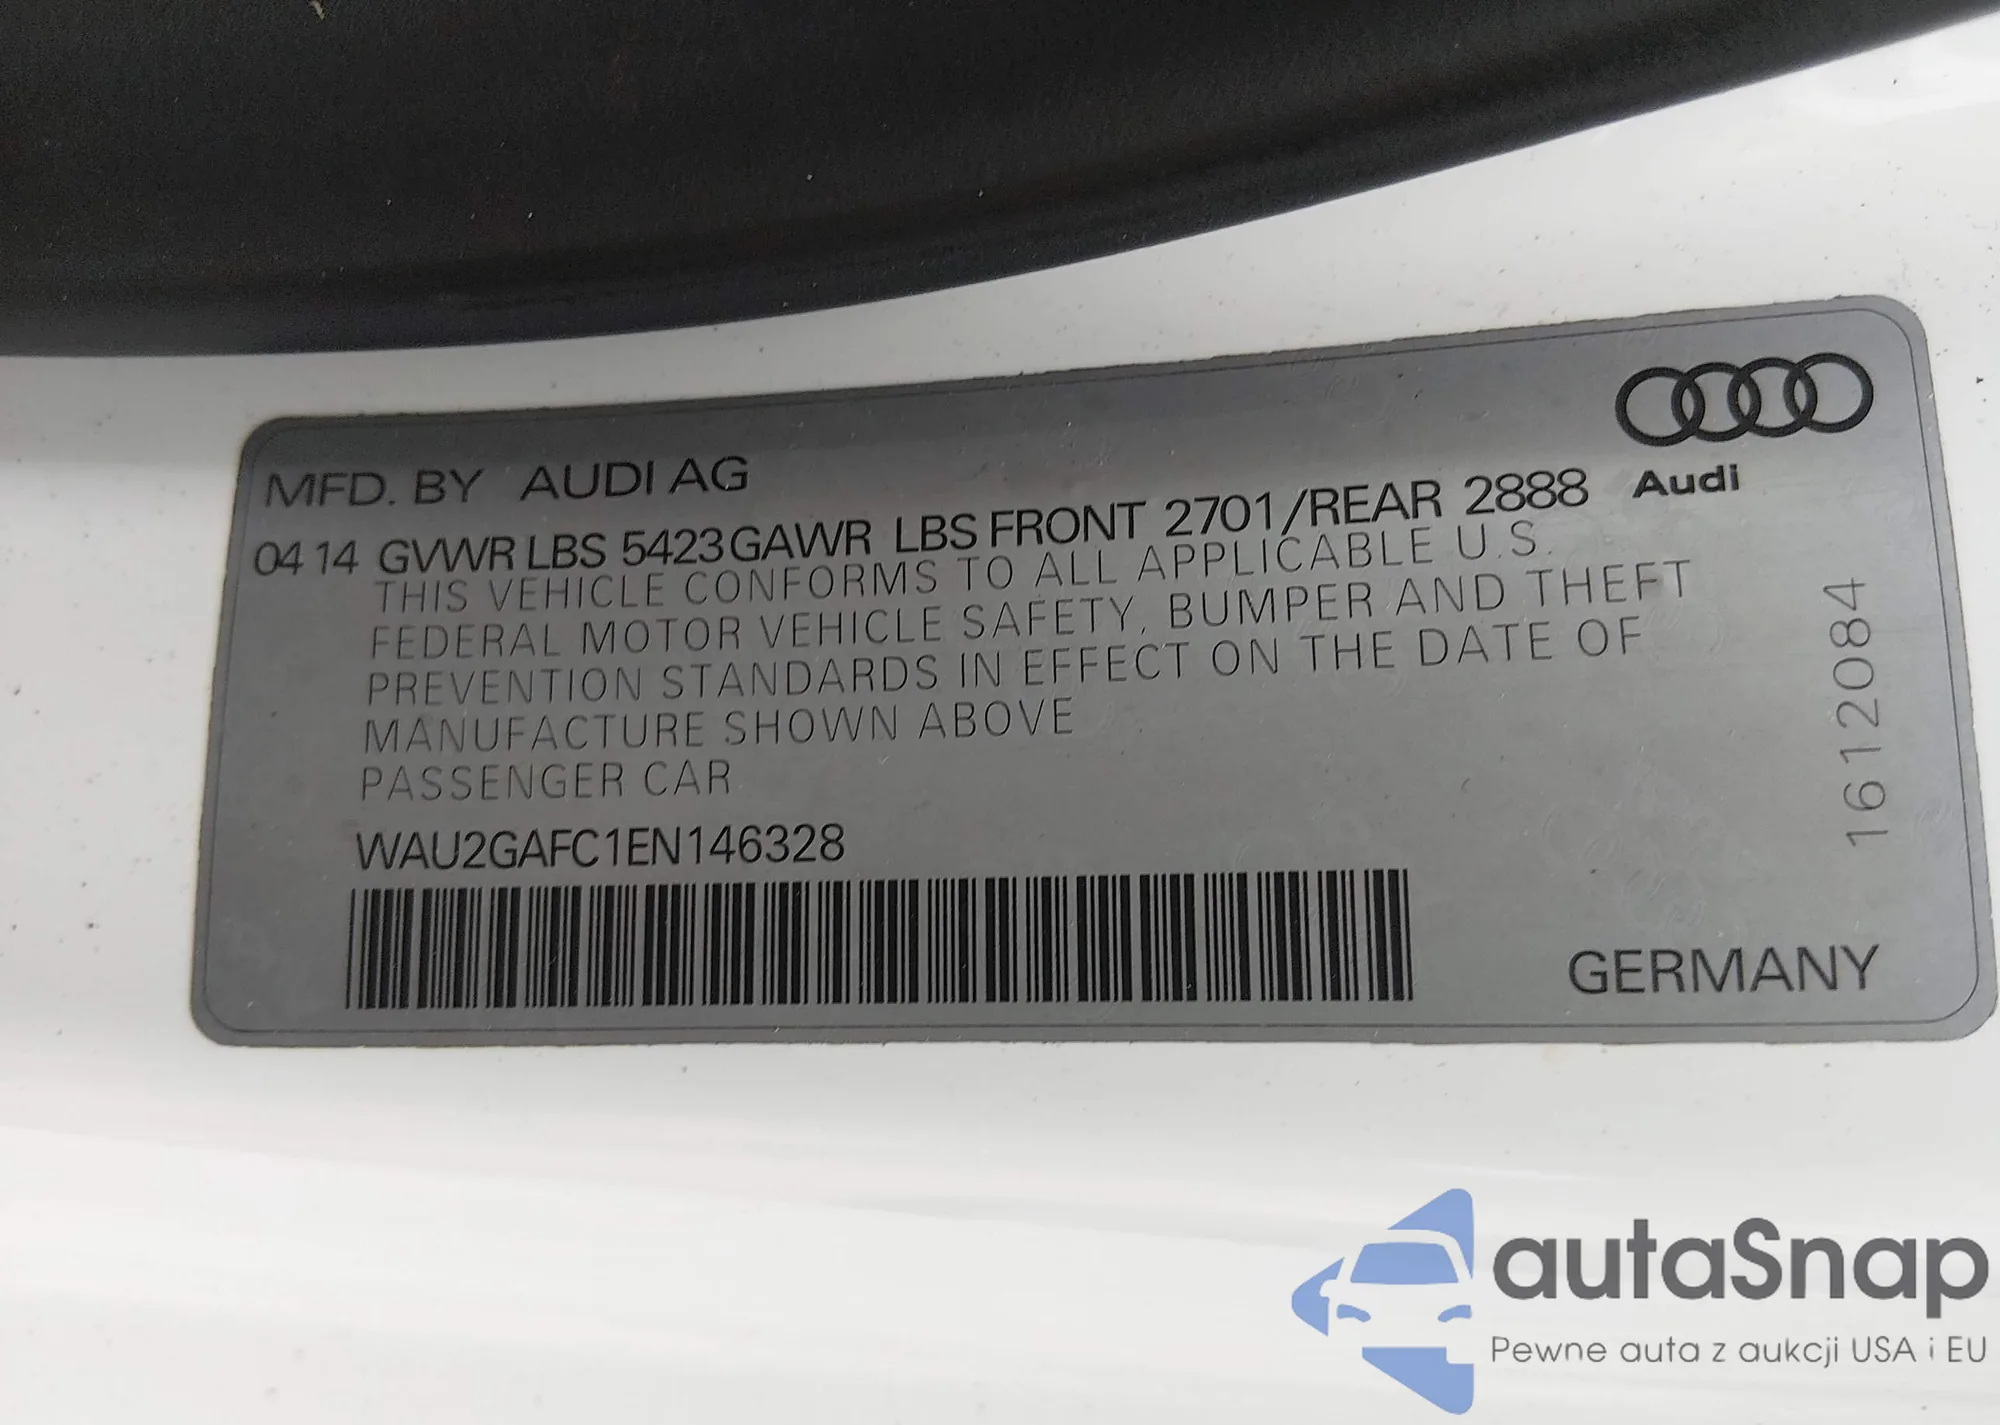 MFD. BY AUDI AG
Audi
04 14 GVWR LBS 5423 GAWR LBS FRONT 2701/REAR 2888
THIS VEHICLE CONFORMS TO ALL APPLICABLE U.S.
FEDERAL MOTOR VEHICLE SAFETY, BUMPER AND THEFT
PREVENTION STANDARDS IN EFFECT ON THE DATE OF
MANUFACTURE SHOWN ABOVE
PASSENGER CAR
WAU2GAFC1EN146328
1612084
GERMANY
autaSnap
Pewne auta z aukcji USA i EU